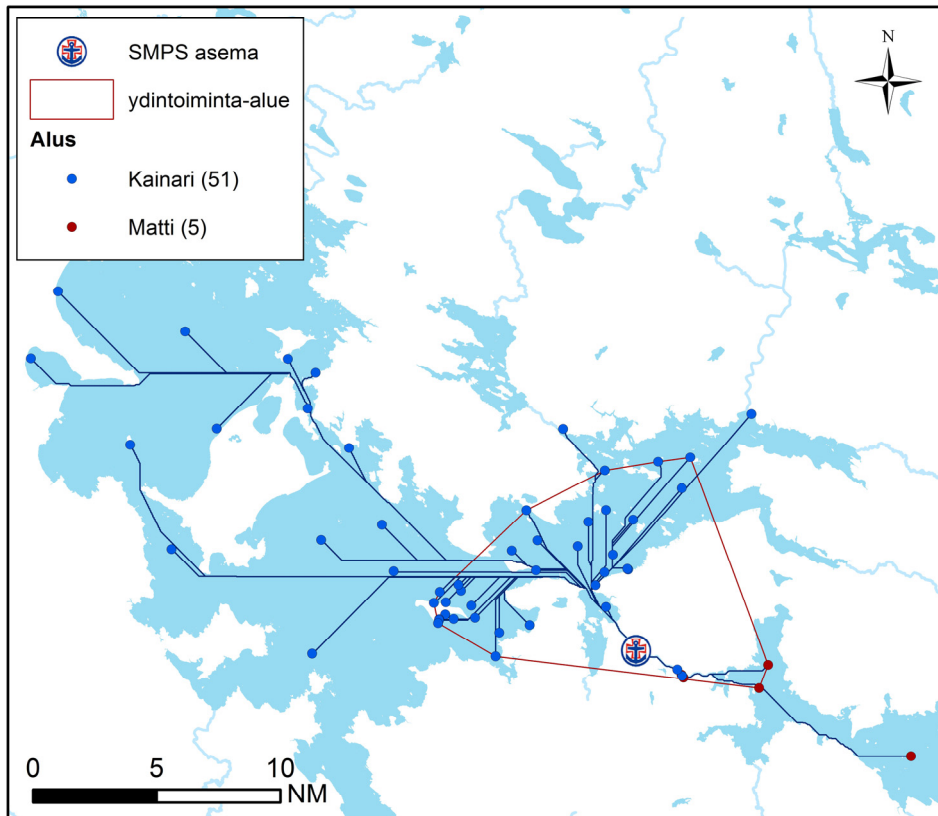 SMPS asema
ydintoiminta-alue
Alus
Kainari (51)
Matti (5)
N
0 5 10
NM